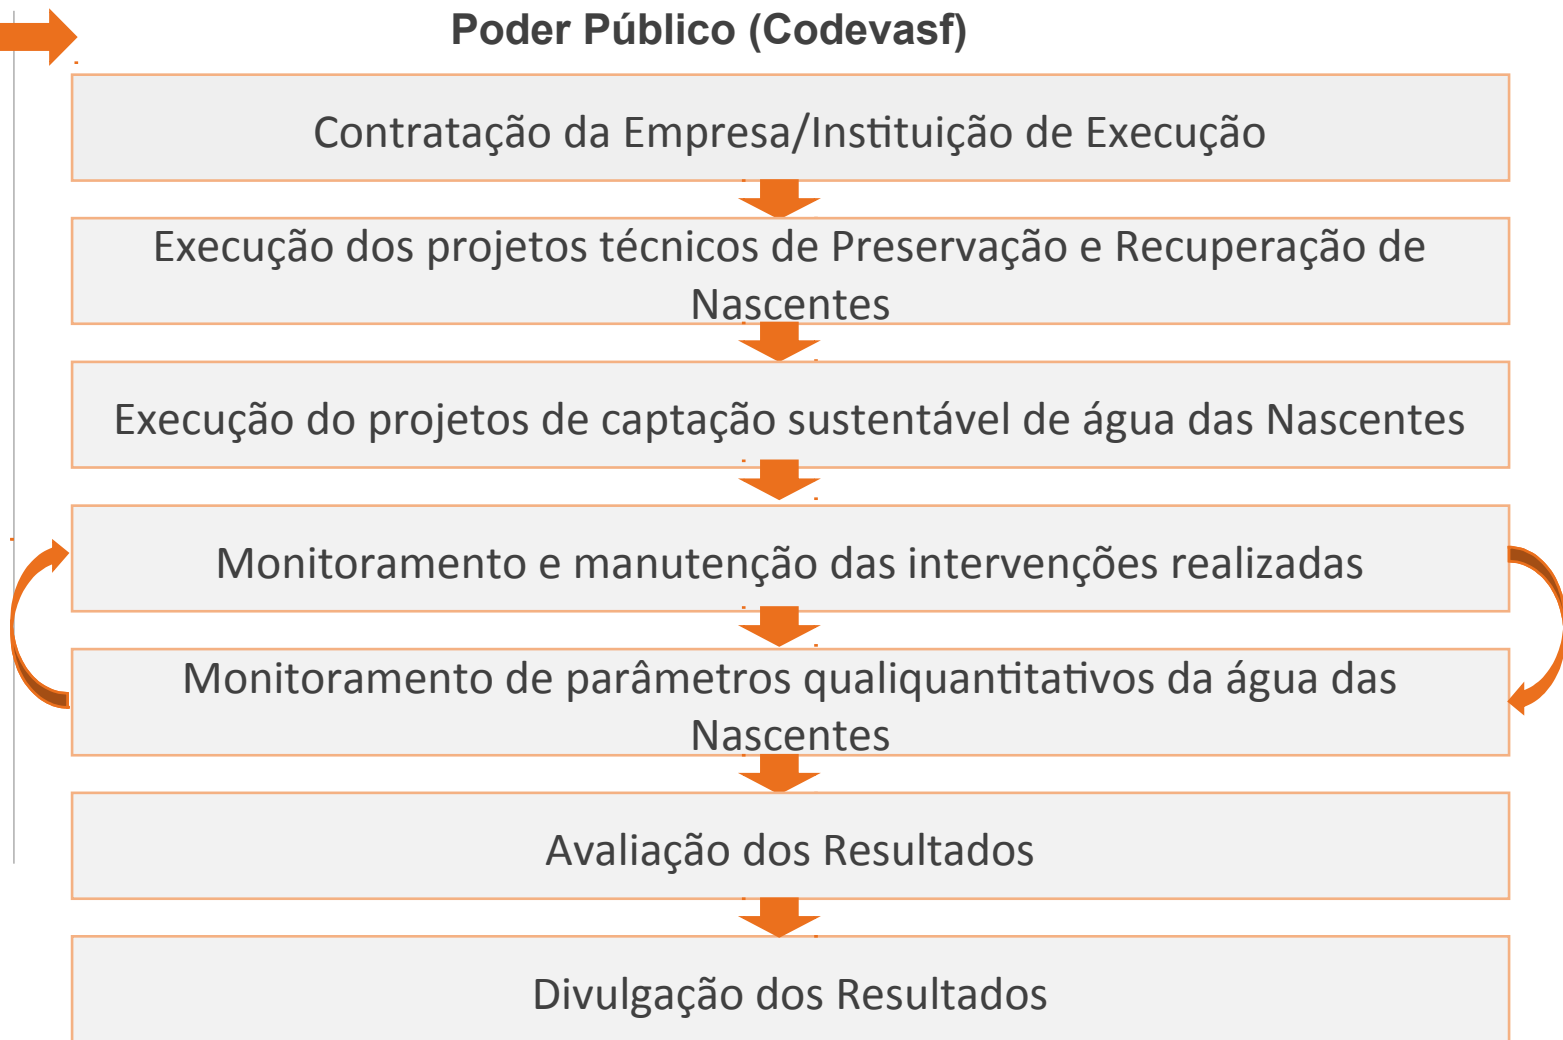 Poder Público (Codevasf)
Contratação da Empresa/Instituição de Execução
Execução dos projetos técnicos de Preservação e Recuperação de
Nascentes
Execução do projetos de captação sustentável de água das Nascentes
Monitoramento e manutenção das intervenções realizadas
Monitoramento de parâmetros qualiquantitativos da água das
Nascentes
Avaliação dos Resultados
Divulgação dos Resultados